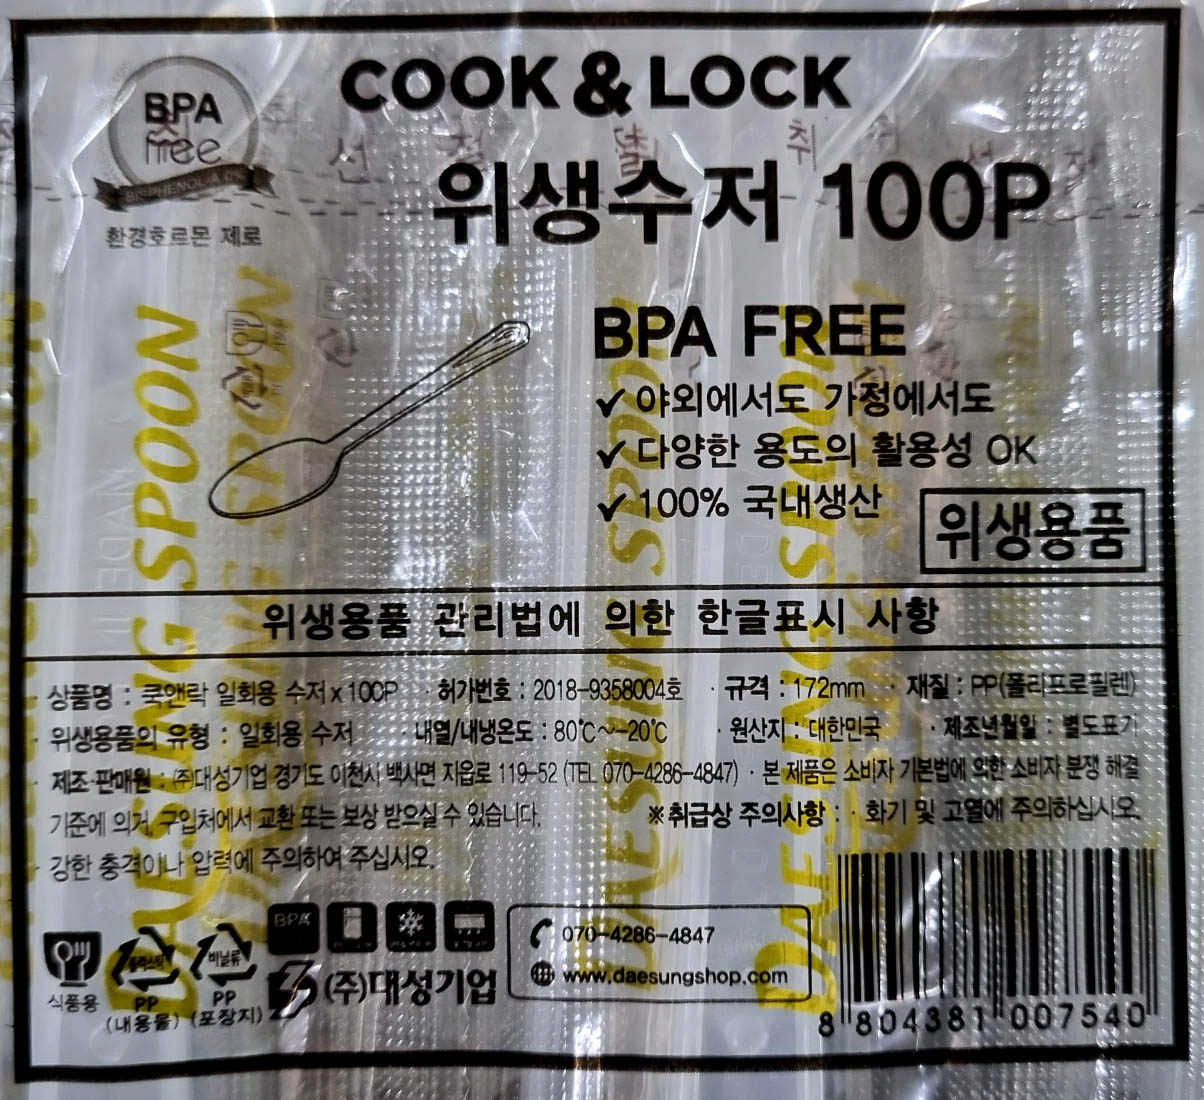 COOK & LOCK
BPA
free
BISPHENOL-A 0%
환경호르몬 제로
위생수저 100P
BPA FREE
✓ 야외에서도 가정에서도
✓ 다양한 용도의 활용성 OK
✓ 100% 국내생산
위생용품
위생용품 관리법에 의한 한글표시 사항
· 상품명 : 쿡앤락 일회용 수저 x 100P · 허가번호 : 2018-9358004호 · 규격 : 172mm · 재질 : PP(폴리프로필렌)
· 위생용품의 유형 : 일회용 수저 · 내열/내냉온도 : 80℃~-20℃ · 원산지 : 대한민국 · 제조년월일 : 별도표기
· 제조·판매원 : ㈜대성기업 경기도 이천시 백사면 지읍로 119-52 (TEL 070-4286-4847) · 본 제품은 소비자 기본법에 의한 소비자 분쟁 해결
기준에 의거, 구입처에서 교환 또는 보상 받으실 수 있습니다. ※취급상 주의사항 : · 화기 및 고열에 주의하십시오.
· 강한 충격이나 압력에 주의하여 주십시오.
식품용
플라스틱
PP
(내용물)
비닐류
PP
(포장지)
BPA
(주)대성기업
070-4286-4847
www.daesungshop.com
8 804381 007540
DAESUNG SPOON
DAESUNG SPOON
DAESUNG SPOON
DAESUNG SPOON